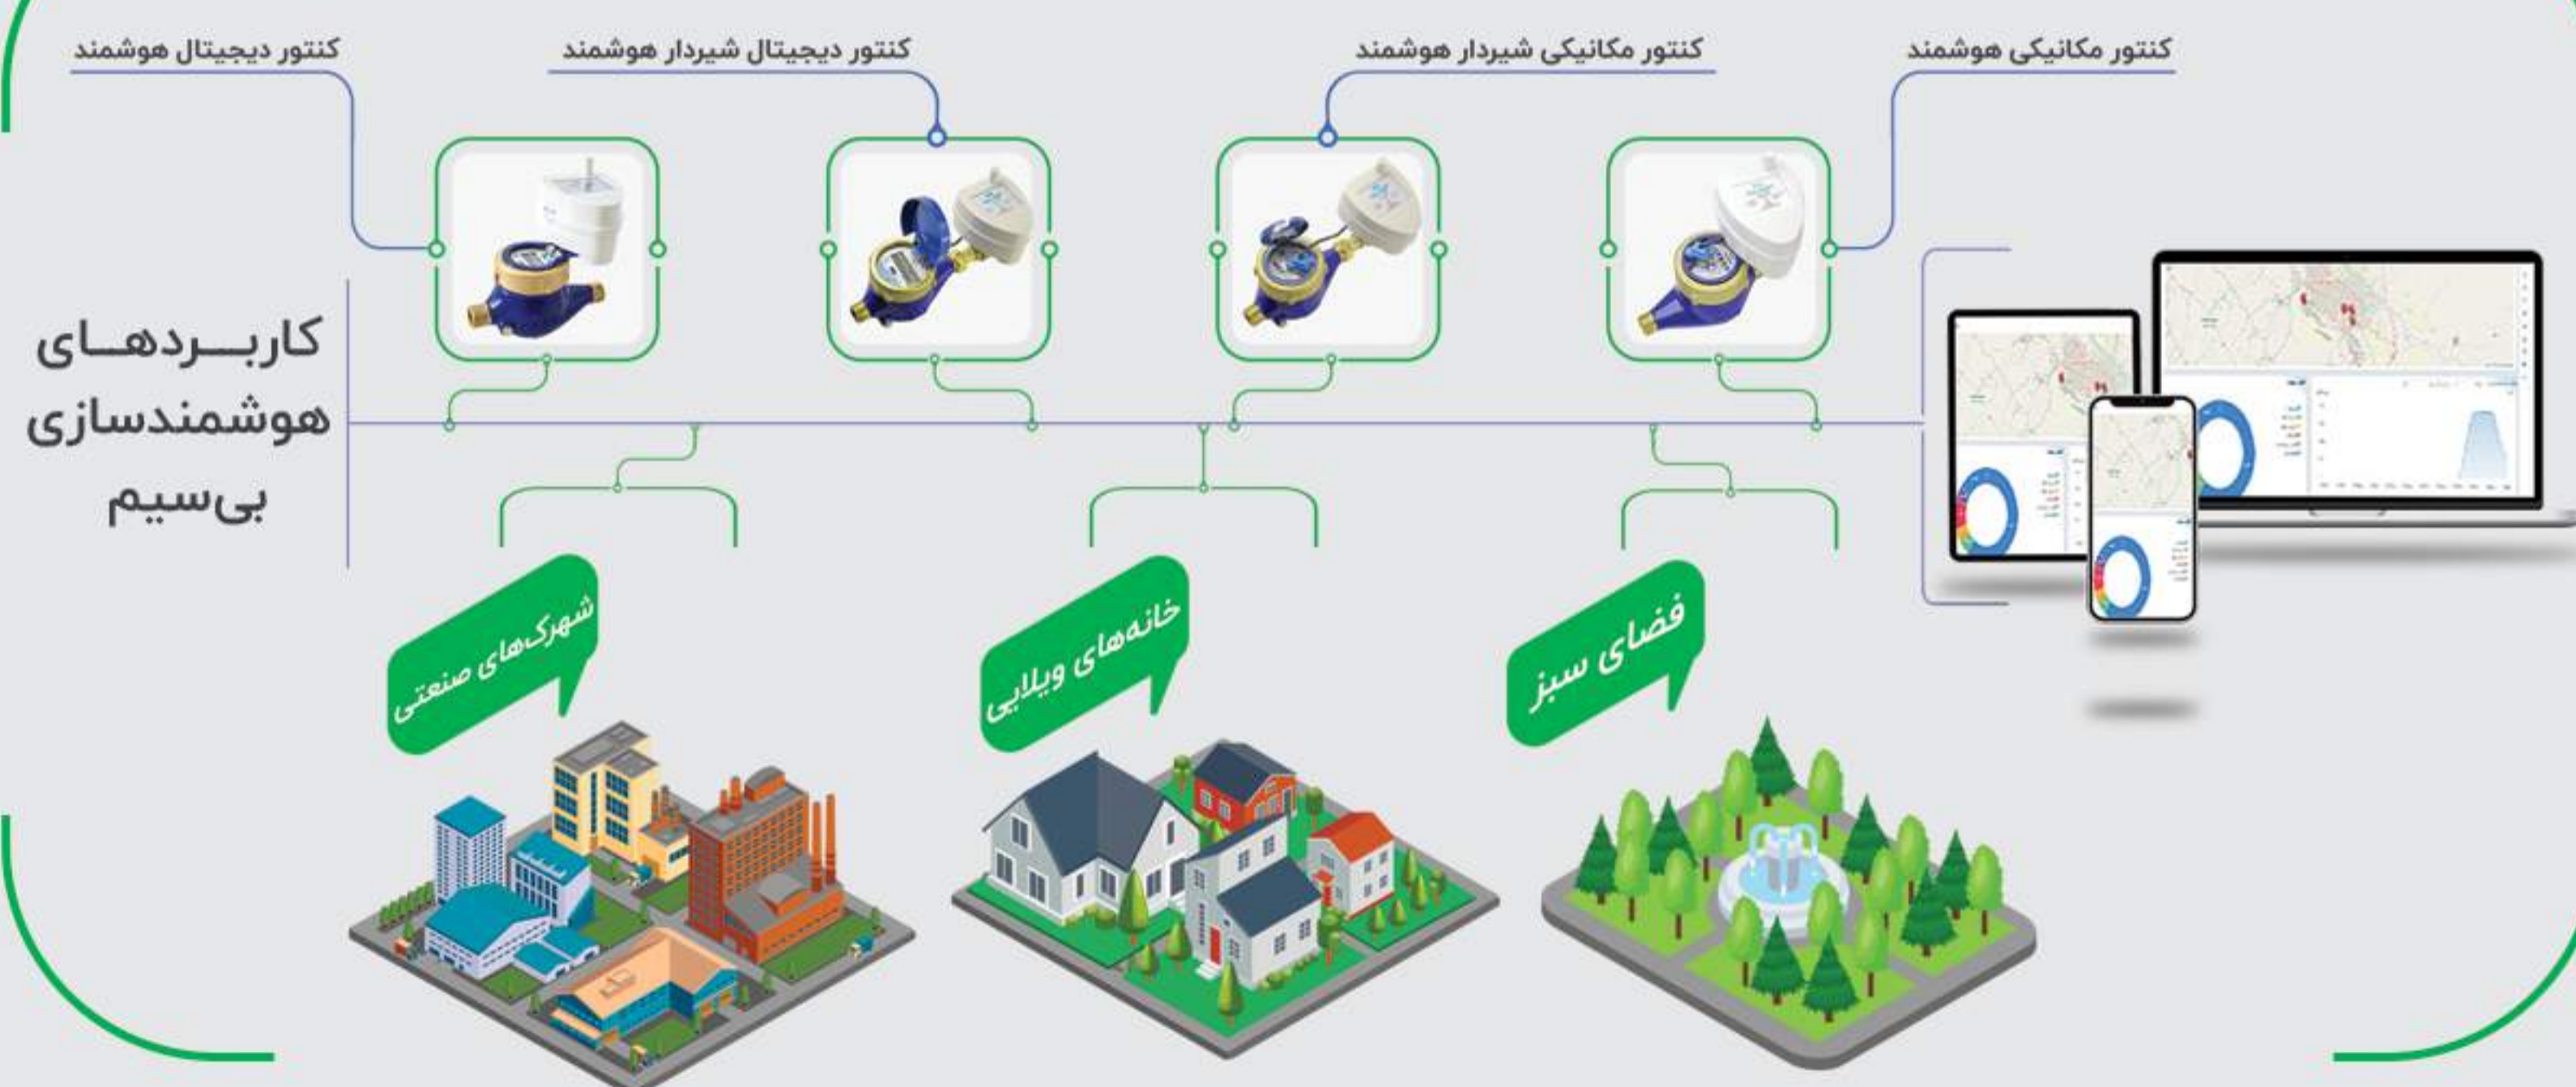 کنتور مکانیکی هوشمند
کنتور مکانیکی شیردار هوشمند
کنتور دیجیتال شیردار هوشمند
کنتور دیجیتال هوشمند
کاربـــردهــای
هوشمندسازی
بی‌سیم
فضای سبز
خانه‌های ویلایی
شهرک‌های صنعتی